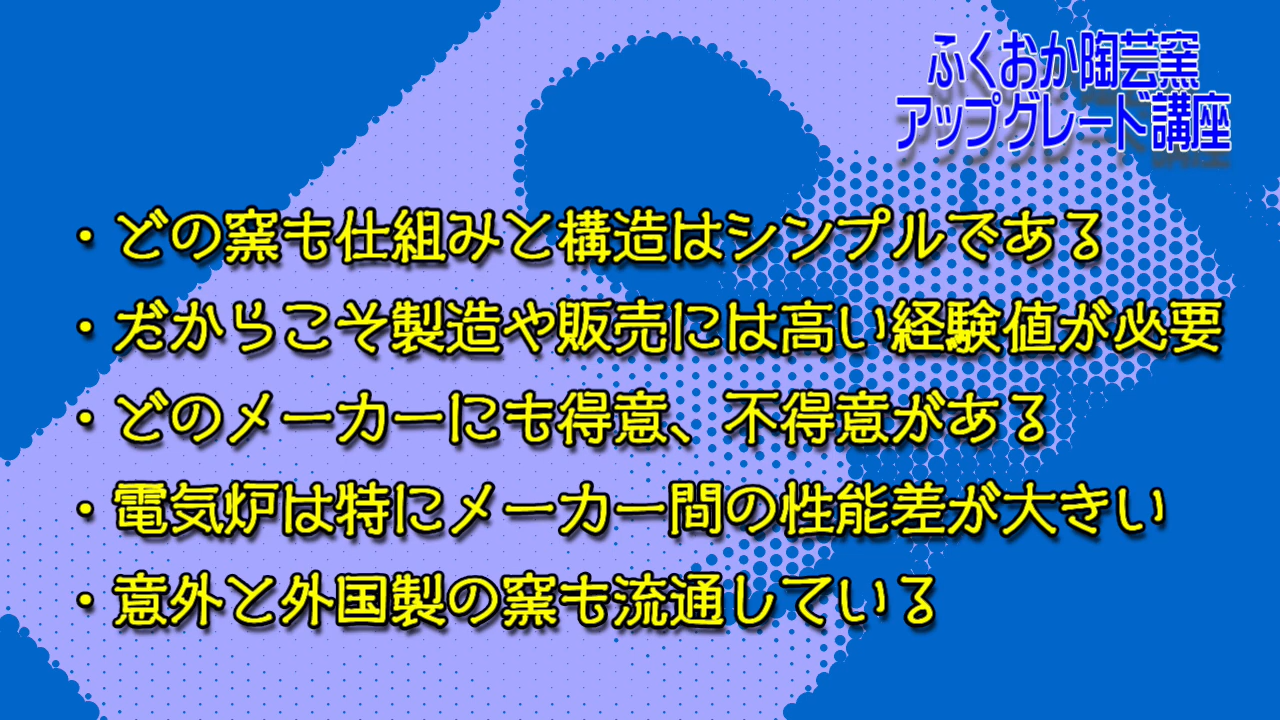 ふくおか陶芸窯
アップグレード講座
・どの窯も仕組みと構造はシンプルである
・だからこそ製造や販売には高い経験値が必要
・どのメーカーにも得意、不得意がある
・電気炉は特にメーカー間の性能差が大きい
・意外と外国製の窯も流通している